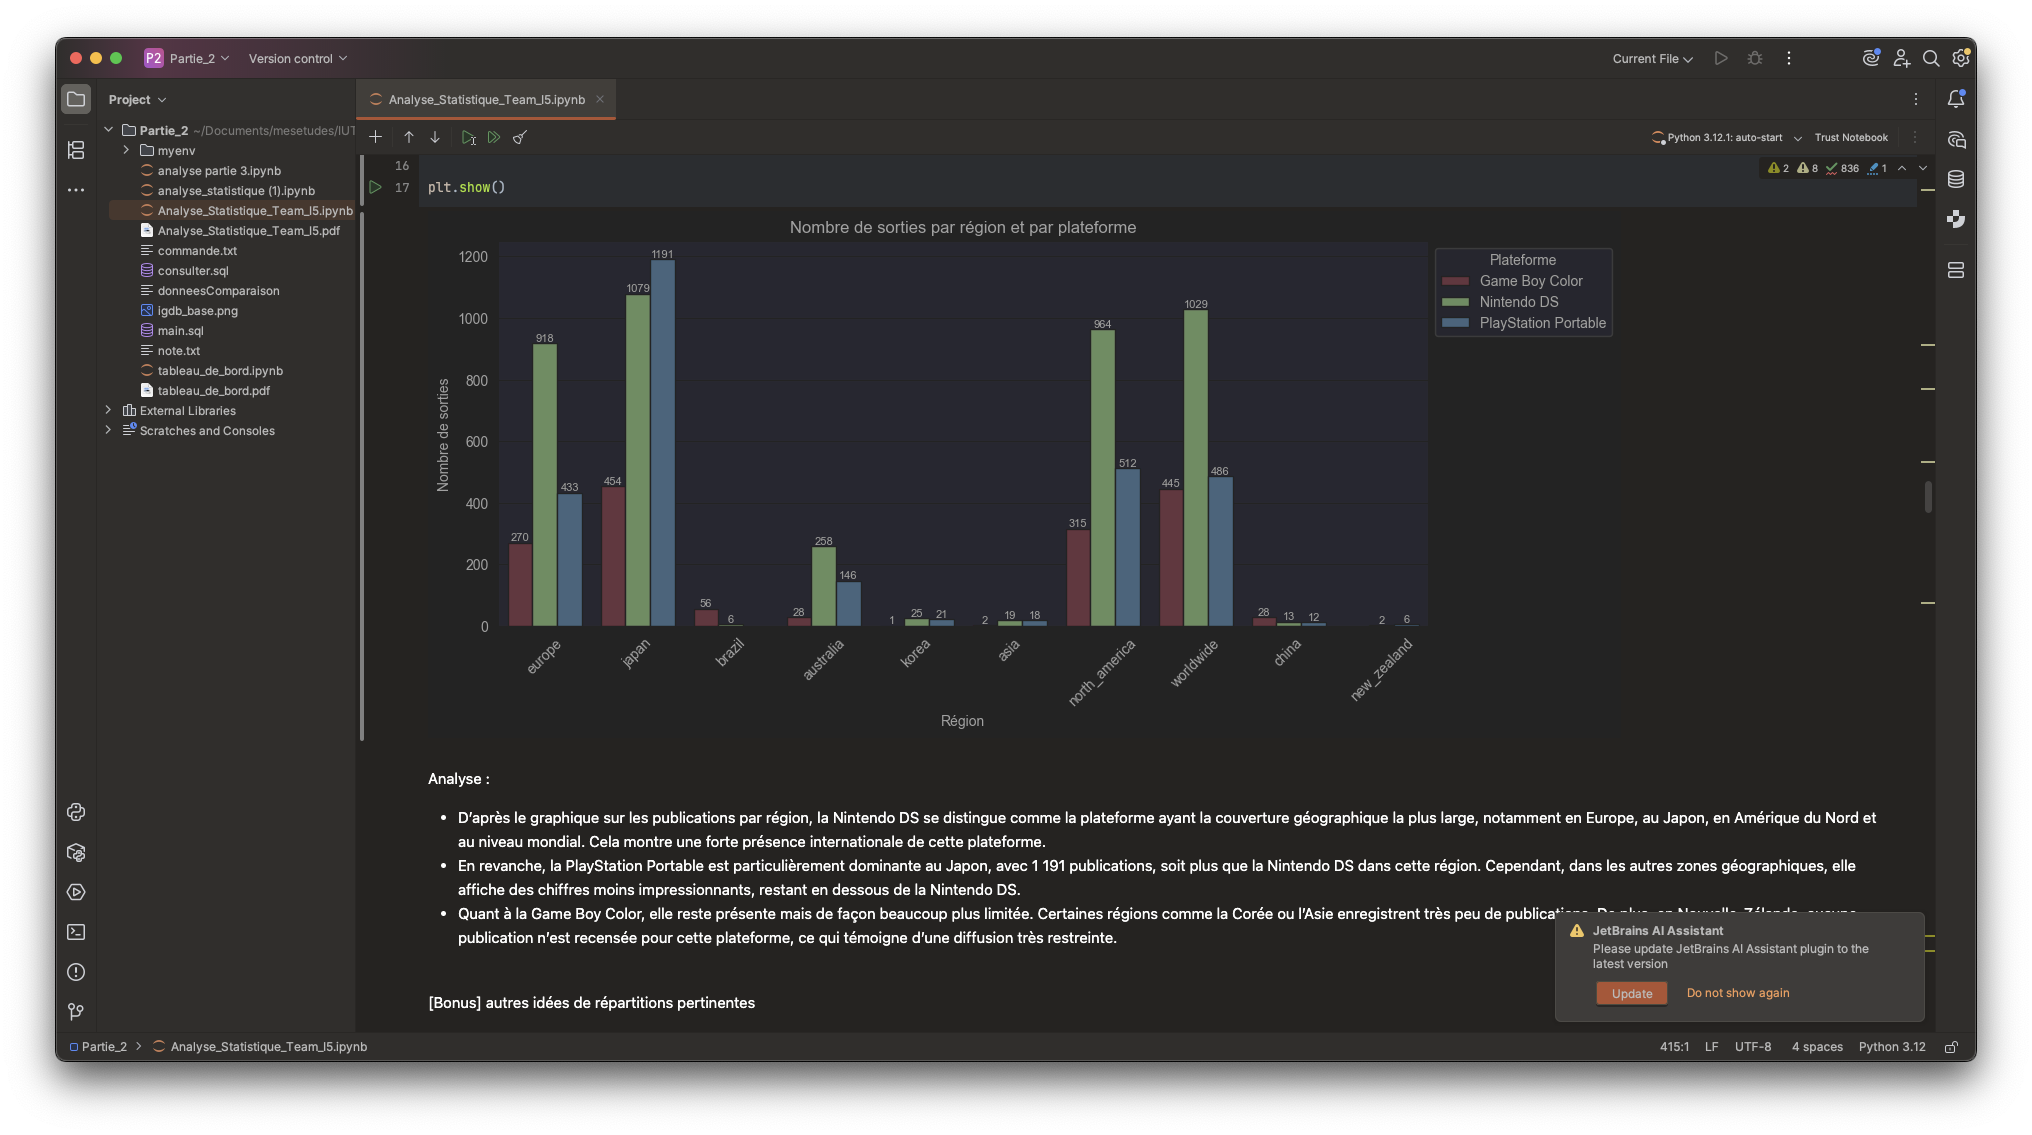 P2 Partie_2
Version control
Current File
Project
Analyse_Statistique_Team_I5.ipynb
Partie_2 ~/Documents/mesetudes/IUT
myenv
analyse partie 3.ipynb
analyse_statistique (1).ipynb
Analyse_Statistique_Team_I5.ipynb
Analyse_Statistique_Team_I5.pdf
commande.txt
consulter.sql
donneesComparaison
igdb_base.png
main.sql
note.txt
tableau_de_bord.ipynb
tableau_de_bord.pdf
External Libraries
Scratches and Consoles
Python 3.12.1: auto-start
Trust Notebook
2 8 836 1
16
17 plt.show()
Nombre de sorties par région et par plateforme
Nombre de sorties
1200
1000
800
600
400
200
0
270 918 433
454 1079 1191
56 6
28 258 146
1 25 21
2 19 18
315 964 512
445 1029 486
28 13 12
2 6
europe
japan
brazil
australia
korea
asia
north_america
worldwide
china
new_zealand
Région
Plateforme
Game Boy Color
Nintendo DS
PlayStation Portable
Analyse :
• D’après le graphique sur les publications par région, la Nintendo DS se distingue comme la plateforme ayant la couverture géographique la plus large, notamment en Europe, au Japon, en Amérique du Nord et
au niveau mondial. Cela montre une forte présence internationale de cette plateforme.
• En revanche, la PlayStation Portable est particulièrement dominante au Japon, avec 1 191 publications, soit plus que la Nintendo DS dans cette région. Cependant, dans les autres zones géographiques, elle
affiche des chiffres moins impressionnants, restant en dessous de la Nintendo DS.
• Quant à la Game Boy Color, elle reste présente mais de façon beaucoup plus limitée. Certaines régions comme la Corée ou l’Asie enregistrent très peu de publications. De plus, en Nouvelle-Zélande, aucune
publication n’est recensée pour cette plateforme, ce qui témoigne d’une diffusion très restreinte.
[Bonus] autres idées de répartitions pertinentes
JetBrains AI Assistant
Please update JetBrains AI Assistant plugin to the
latest version
Update
Do not show again
Partie_2
Analyse_Statistique_Team_I5.ipynb
415:1
LF
UTF-8
4 spaces
Python 3.12